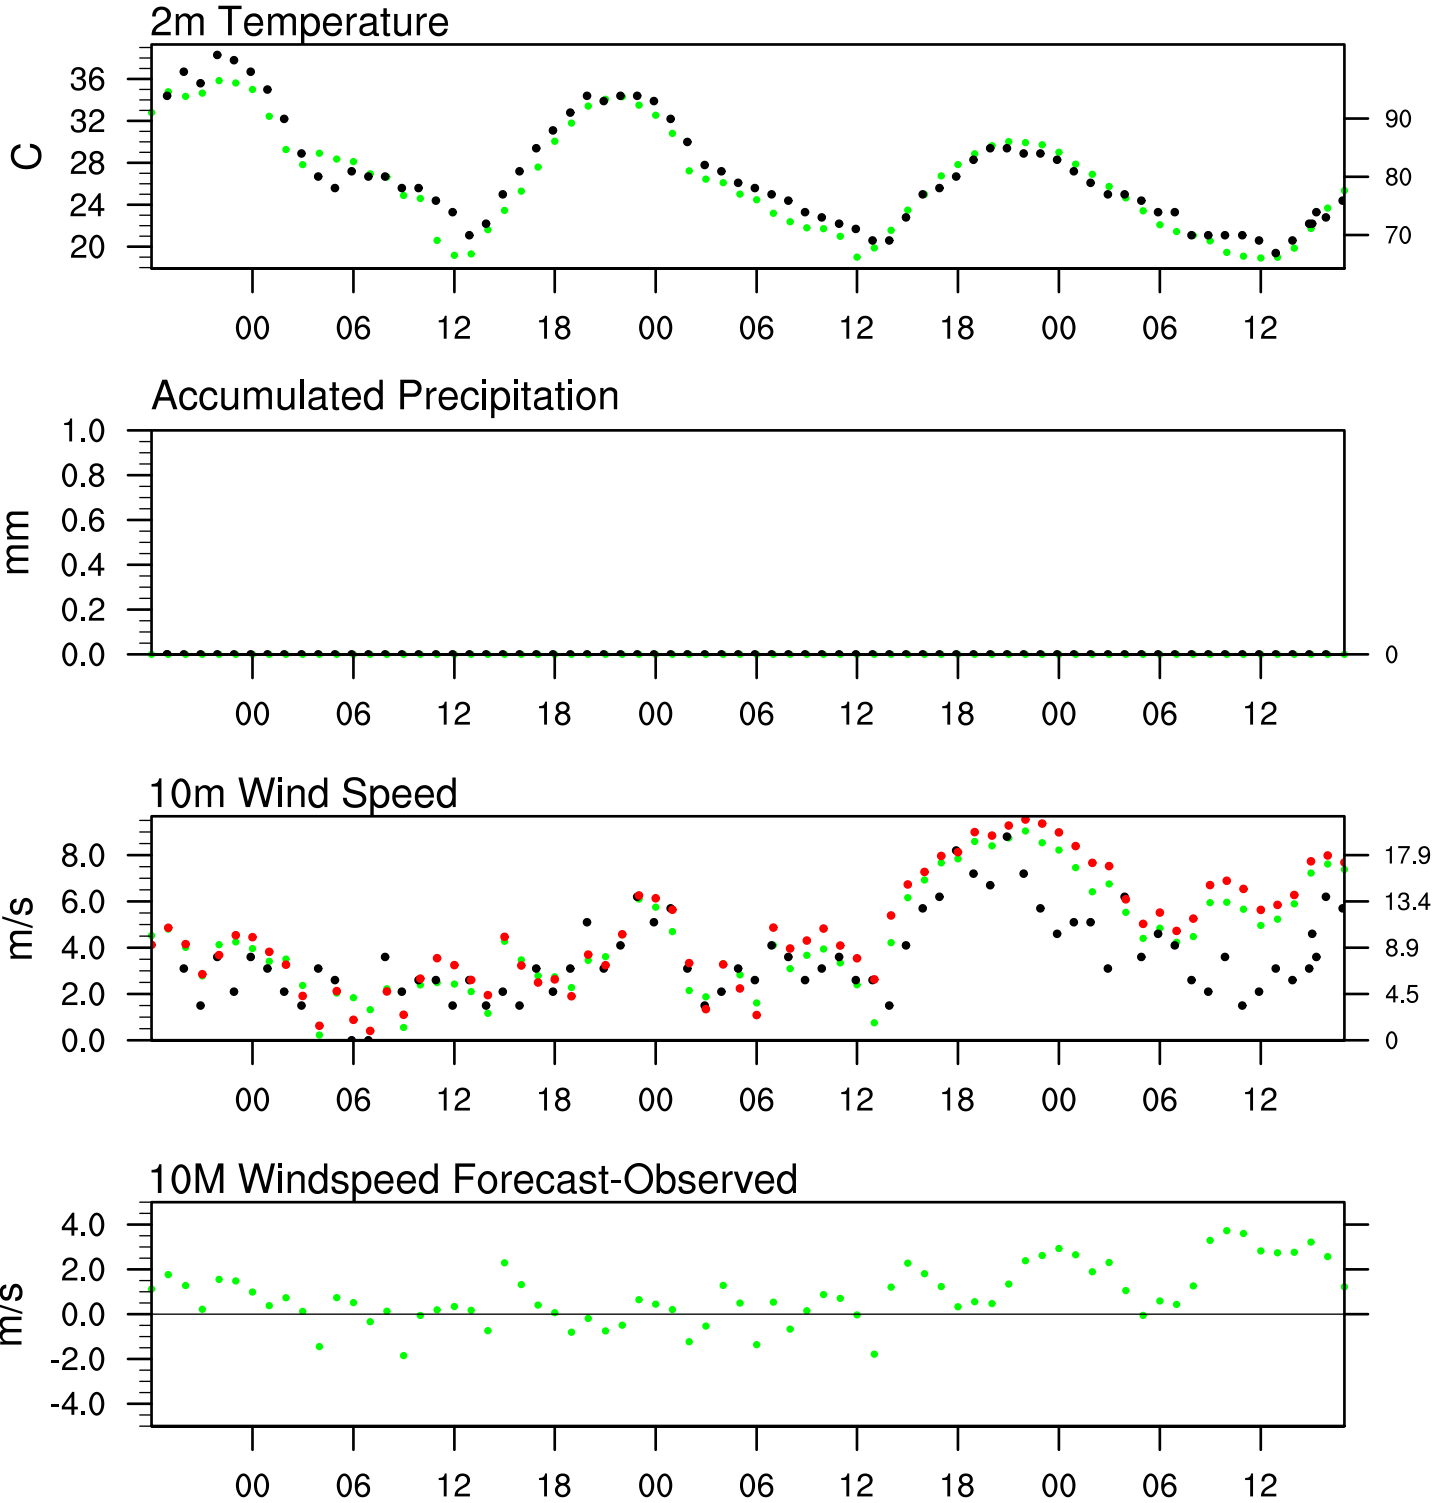 2m Temperature
C
36
32
28
24
20
90
80
70
00 06 12 18 00 06 12 18 00 06 12
Accumulated Precipitation
mm
1.0
0.8
0.6
0.4
0.2
0.0
0
00 06 12 18 00 06 12 18 00 06 12
10m Wind Speed
m/s
8.0
6.0
4.0
2.0
0.0
17.9
13.4
8.9
4.5
0
00 06 12 18 00 06 12 18 00 06 12
10M Windspeed Forecast-Observed
m/s
4.0
2.0
0.0
-2.0
-4.0
00 06 12 18 00 06 12 18 00 06 12